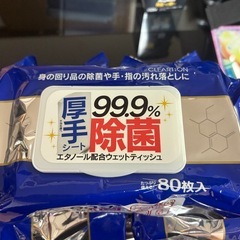 CLEARTION
身の回り品の除菌や手・指の汚れ落としに
厚手
シート
99.9%
除菌
エタノール配合ウェットティッシュ
80枚入